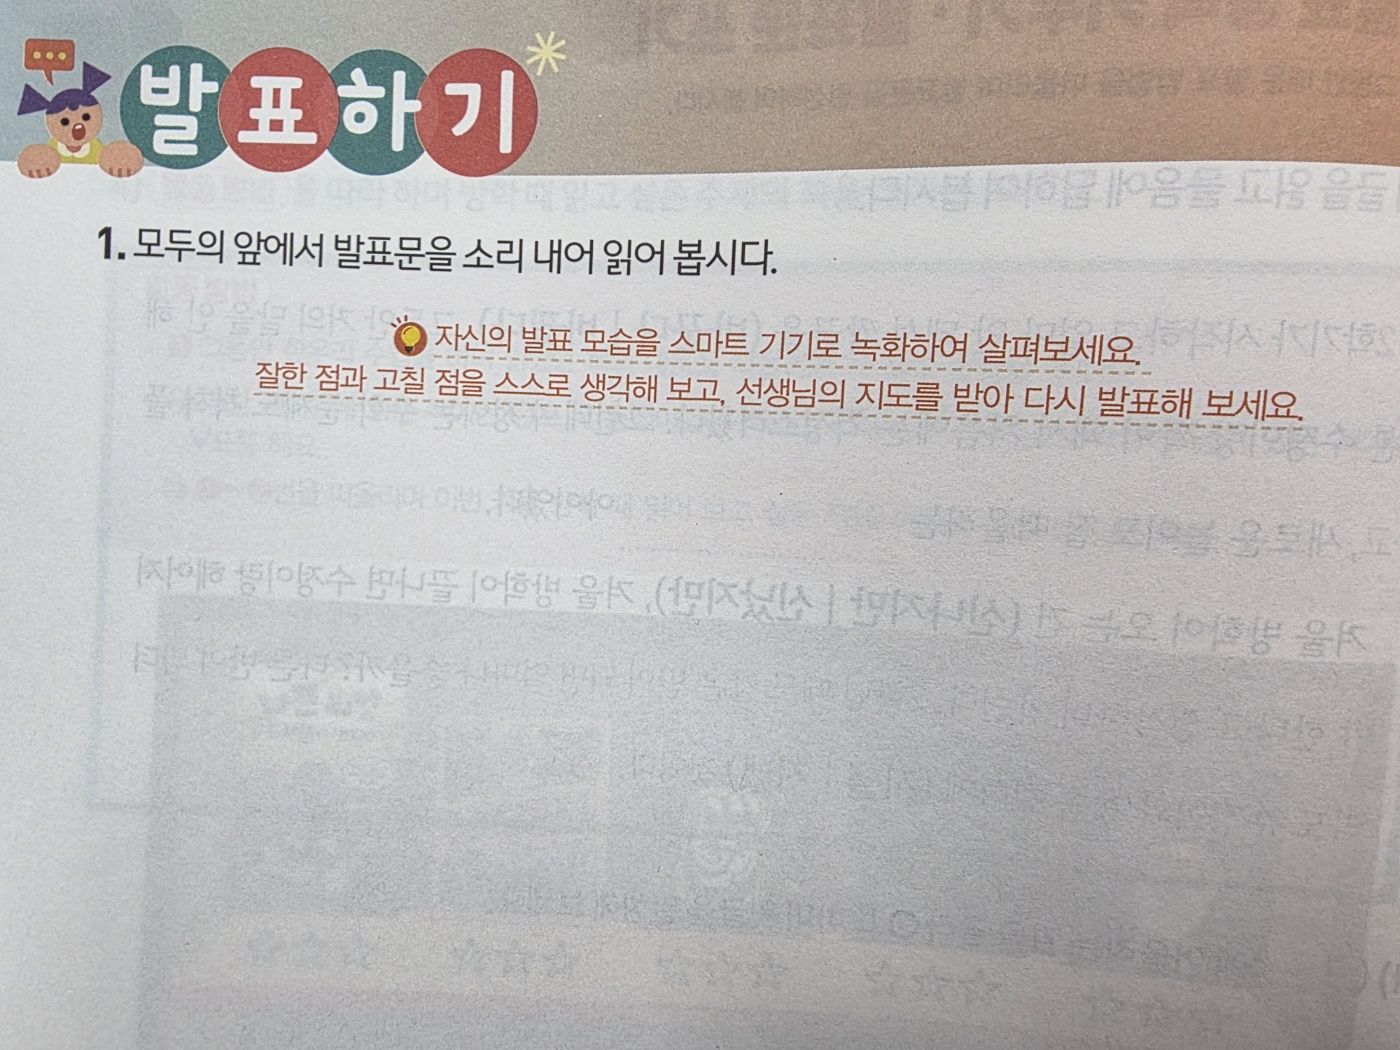 발표하기
1. 모두의 앞에서 발표문을 소리 내어 읽어 봅시다.
자신의 발표 모습을 스마트 기기로 녹화하여 살펴보세요.
잘한 점과 고칠 점을 스스로 생각해 보고, 선생님의 지도를 받아 다시 발표해 보세요.